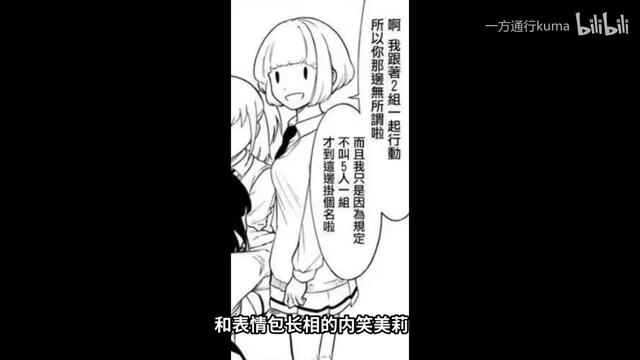 一方通行kuma bilibili
啊 我跟著2組一起行動
所以你那邊無所謂啦
而且我只是因為規定
不叫5人一組
才到這邊掛個名啦
和表情包长相的内笑美莉